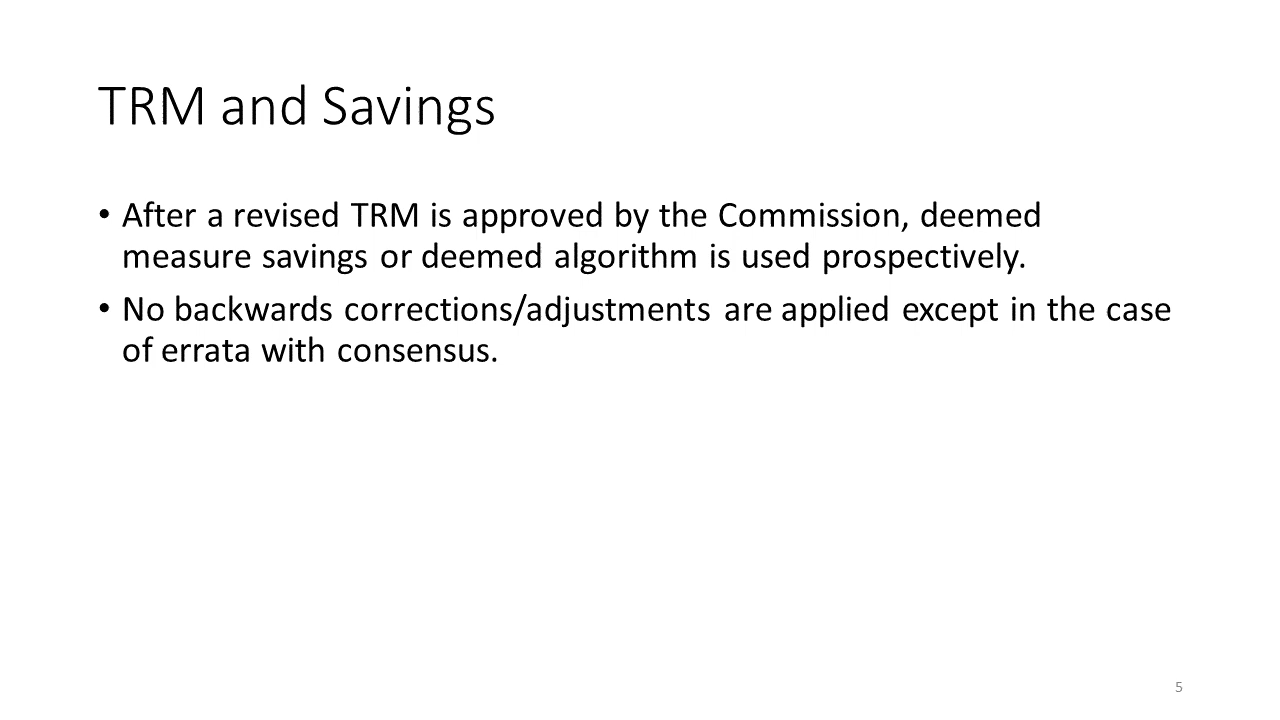 TRM and Savings
• After a revised TRM is approved by the Commission, deemed
measure savings or deemed algorithm is used prospectively.
• No backwards corrections/adjustments are applied except in the case
of errata with consensus.
5